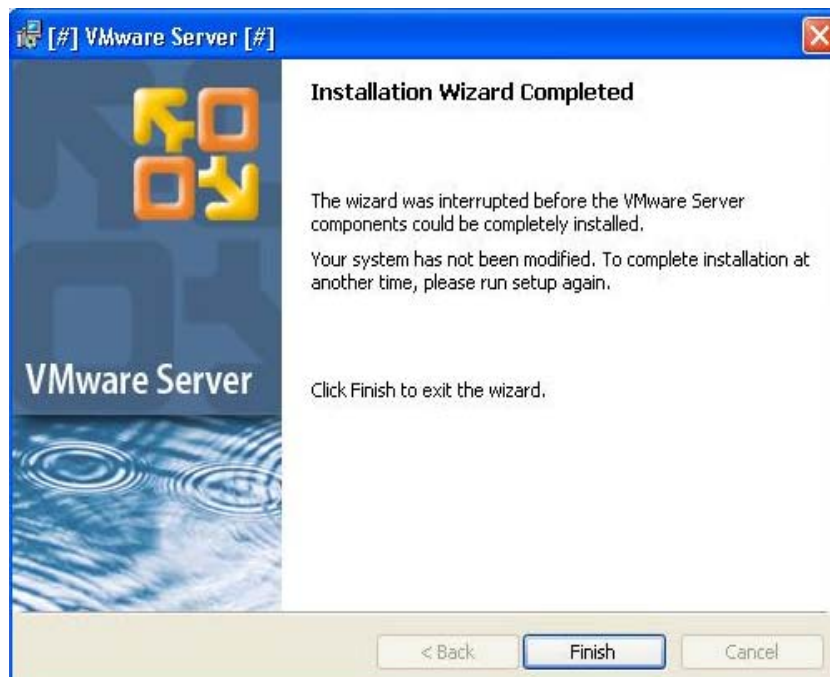 [#] VMware Server [#]
Installation Wizard Completed
The wizard was interrupted before the VMware Server
components could be completely installed.
Your system has not been modified. To complete installation at
another time, please run setup again.
VMware Server
Click Finish to exit the wizard.
< Back
Finish
Cancel